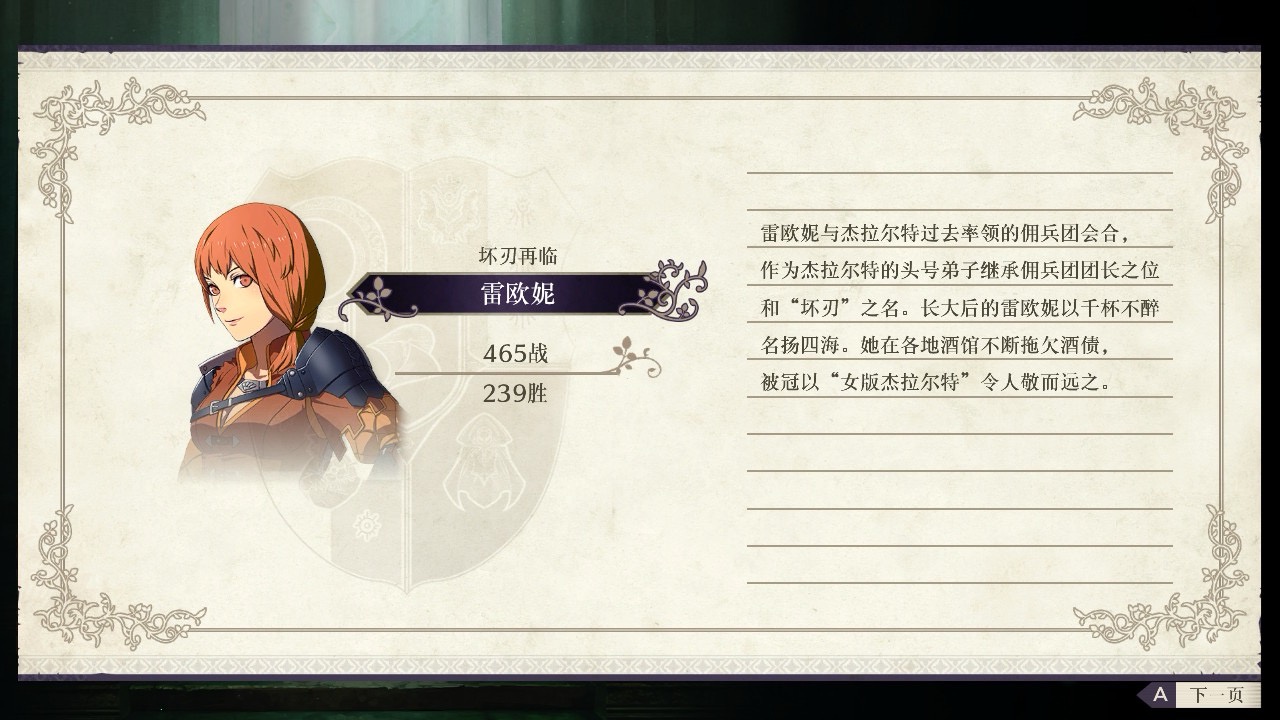 坏刃再临
雷欧妮
465战
239胜
雷欧妮与杰拉尔特过去率领的佣兵团会合，
作为杰拉尔特的头号弟子继承佣兵团团长之位
和“坏刃”之名。长大后的雷欧妮以千杯不醉
名扬四海。她在各地酒馆不断拖欠酒债，
被冠以“女版杰拉尔特”令人敬而远之。
A 下一页